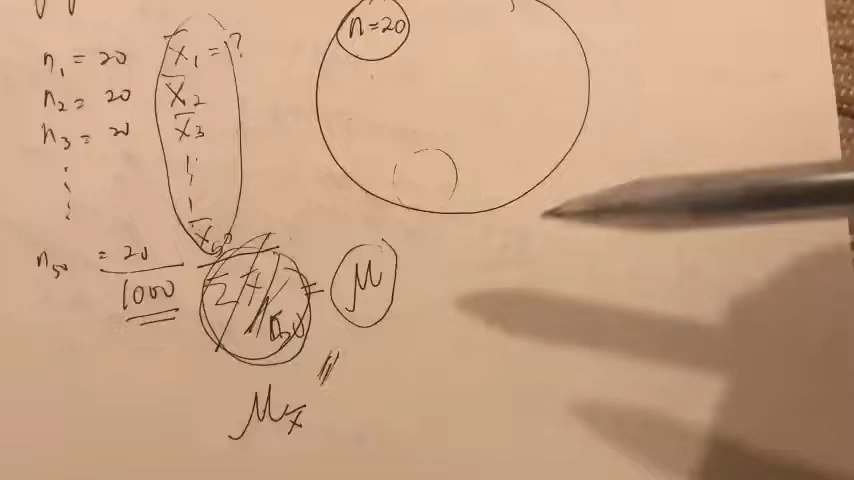 n = 20
n₁ = 20 x̄₁ = ?
n₂ = 20 x̄₂
n₃ = 20 x̄₃
n₅₀ = 20 x̄₅₀
1000 = μ
μx̄